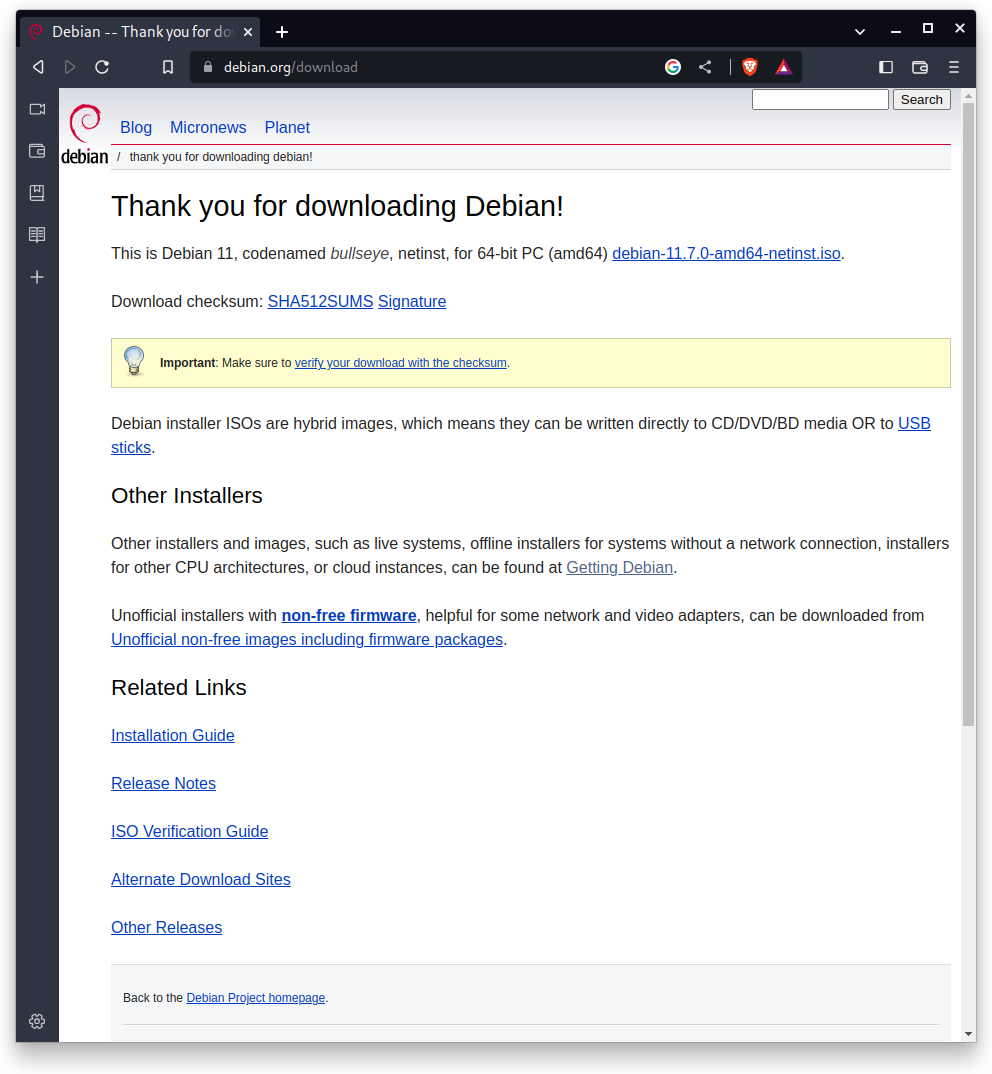 Debian -- Thank you for do
debian.org/download
Search
Blog Micronews Planet
debian
/ thank you for downloading debian!
Thank you for downloading Debian!
This is Debian 11, codenamed bullseye, netinst, for 64-bit PC (amd64) debian-11.7.0-amd64-netinst.iso.
Download checksum: SHA512SUMS Signature
Important: Make sure to verify your download with the checksum.
Debian installer ISOs are hybrid images, which means they can be written directly to CD/DVD/BD media OR to USB
sticks.
Other Installers
Other installers and images, such as live systems, offline installers for systems without a network connection, installers
for other CPU architectures, or cloud instances, can be found at Getting Debian.
Unofficial installers with non-free firmware, helpful for some network and video adapters, can be downloaded from
Unofficial non-free images including firmware packages.
Related Links
Installation Guide
Release Notes
ISO Verification Guide
Alternate Download Sites
Other Releases
Back to the Debian Project homepage.